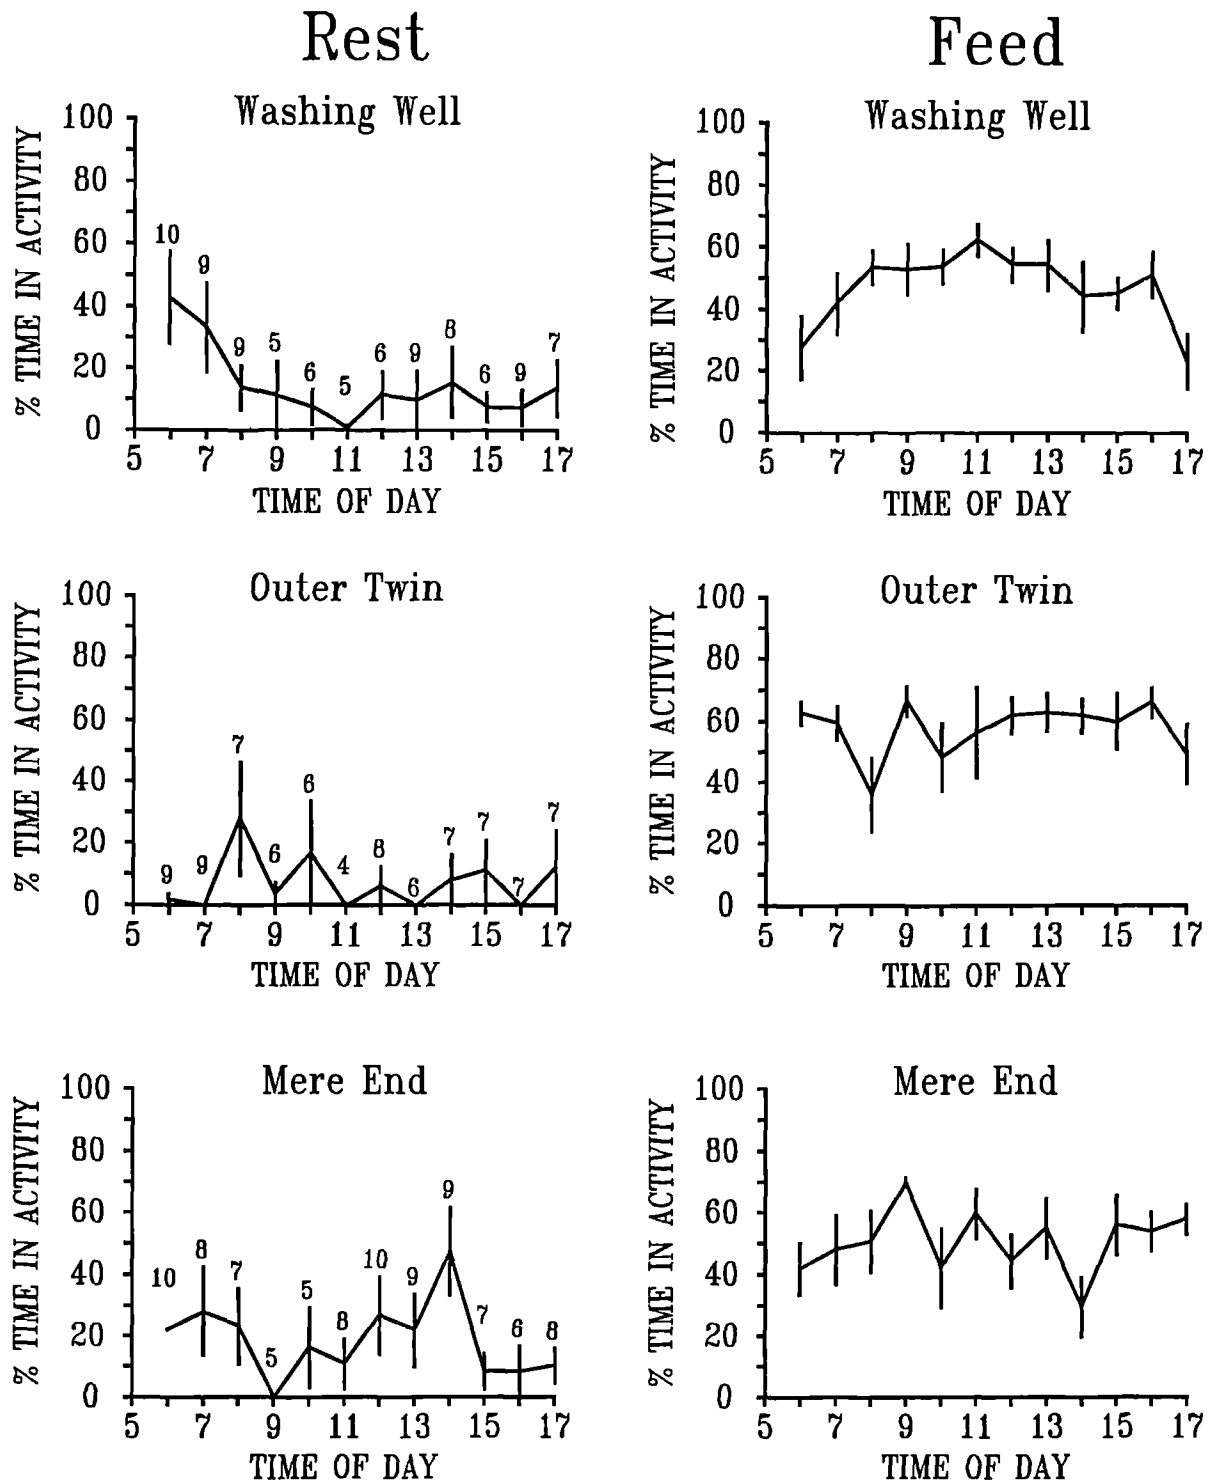 Rest
Washing Well
% TIME IN ACTIVITY
100
80
60
40
20
0
10
9
9
5
6
5
6
9
8
6
9
7
5 7 9 11 13 15 17
TIME OF DAY
Feed
Washing Well
% TIME IN ACTIVITY
100
80
60
40
20
0
5 7 9 11 13 15 17
TIME OF DAY
Outer Twin
% TIME IN ACTIVITY
100
80
60
40
20
0
9
9
7
6
6
4
8
6
7
7
7
7
5 7 9 11 13 15 17
TIME OF DAY
Outer Twin
% TIME IN ACTIVITY
100
80
60
40
20
0
5 7 9 11 13 15 17
TIME OF DAY
Mere End
% TIME IN ACTIVITY
100
80
60
40
20
0
10
8
7
5
5
8
10
9
9
7
6
8
5 7 9 11 13 15 17
TIME OF DAY
Mere End
% TIME IN ACTIVITY
100
80
60
40
20
0
5 7 9 11 13 15 17
TIME OF DAY